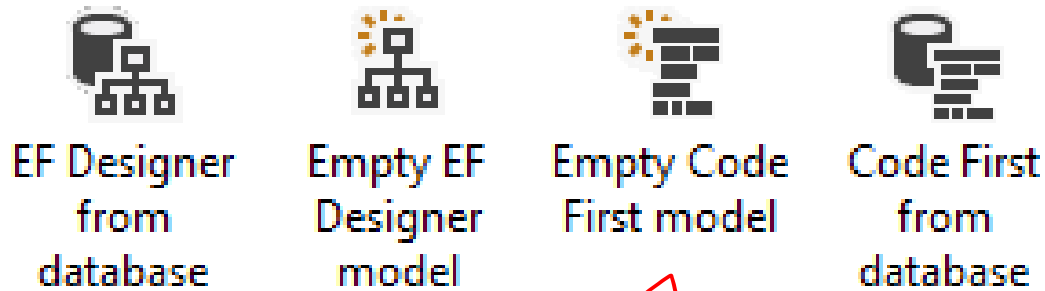 EF Designer
from
database
Empty EF
Designer
model
Empty Code
First model
Code First
from
database